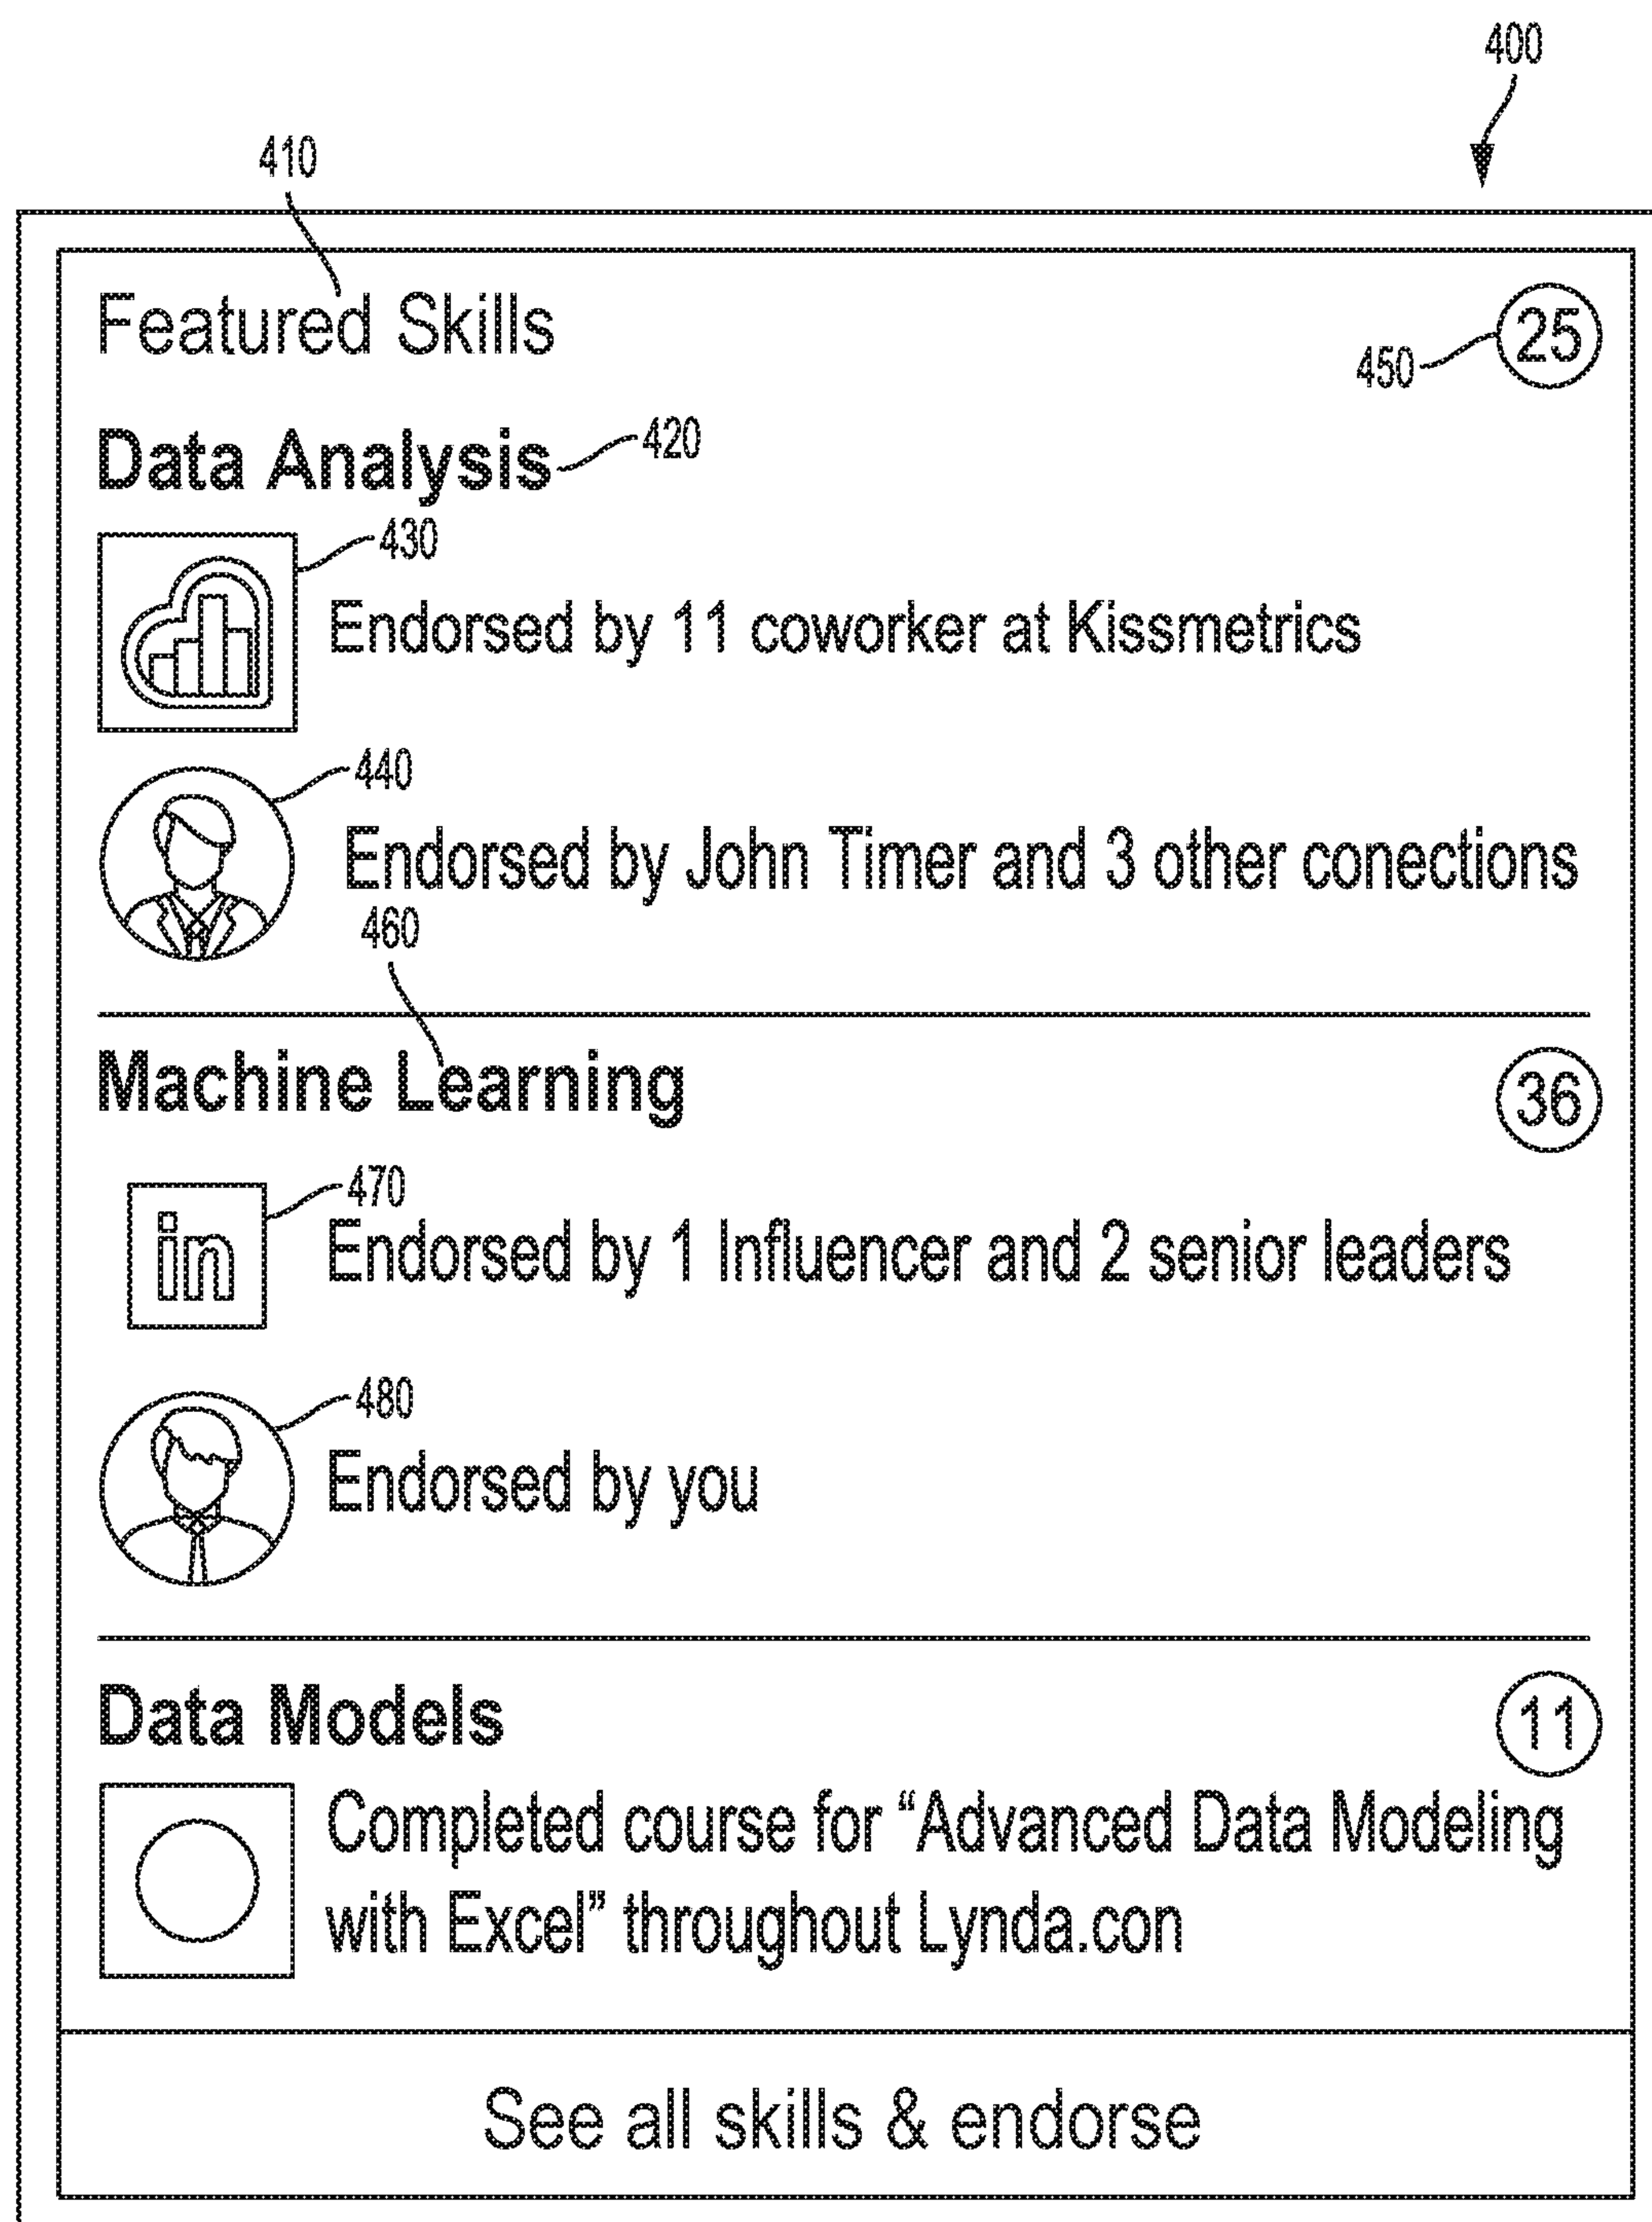 400
410
Featured Skills
25
450
Data Analysis
420
430
Endorsed by 11 coworker at Kissmetrics
440
Endorsed by John Timer and 3 other conections
460
Machine Learning
36
470
in
Endorsed by 1 Influencer and 2 senior leaders
480
Endorsed by you
Data Models
11
Completed course for “Advanced Data Modeling
with Excel” throughout Lynda.con
See all skills & endorse